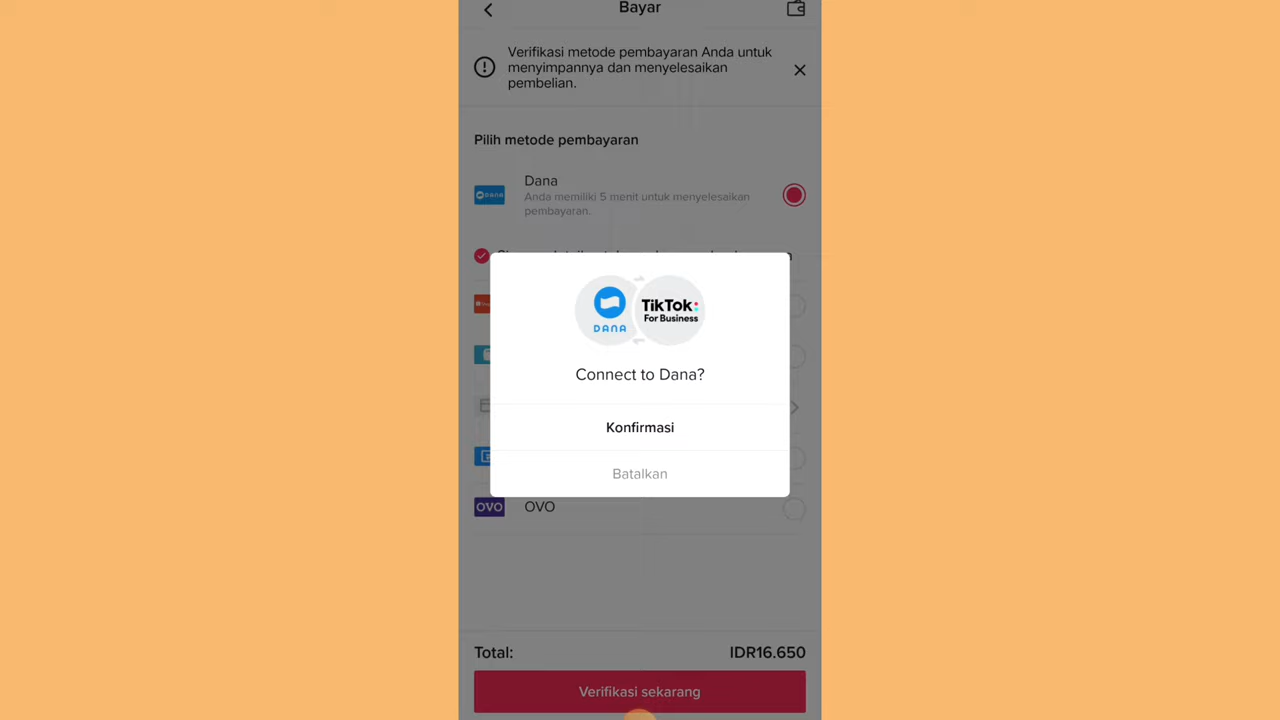 Bayar
Verifikasi metode pembayaran Anda untuk
menyimpannya dan menyelesaikan
pembelian.
Pilih metode pembayaran
DANA
Dana
Anda memiliki 5 menit untuk menyelesaikan
pembayaran.
DANA
TikTok:
For Business
Connect to Dana?
Konfirmasi
Batalkan
OVO
OVO
Total:
IDR16.650
Verifikasi sekarang